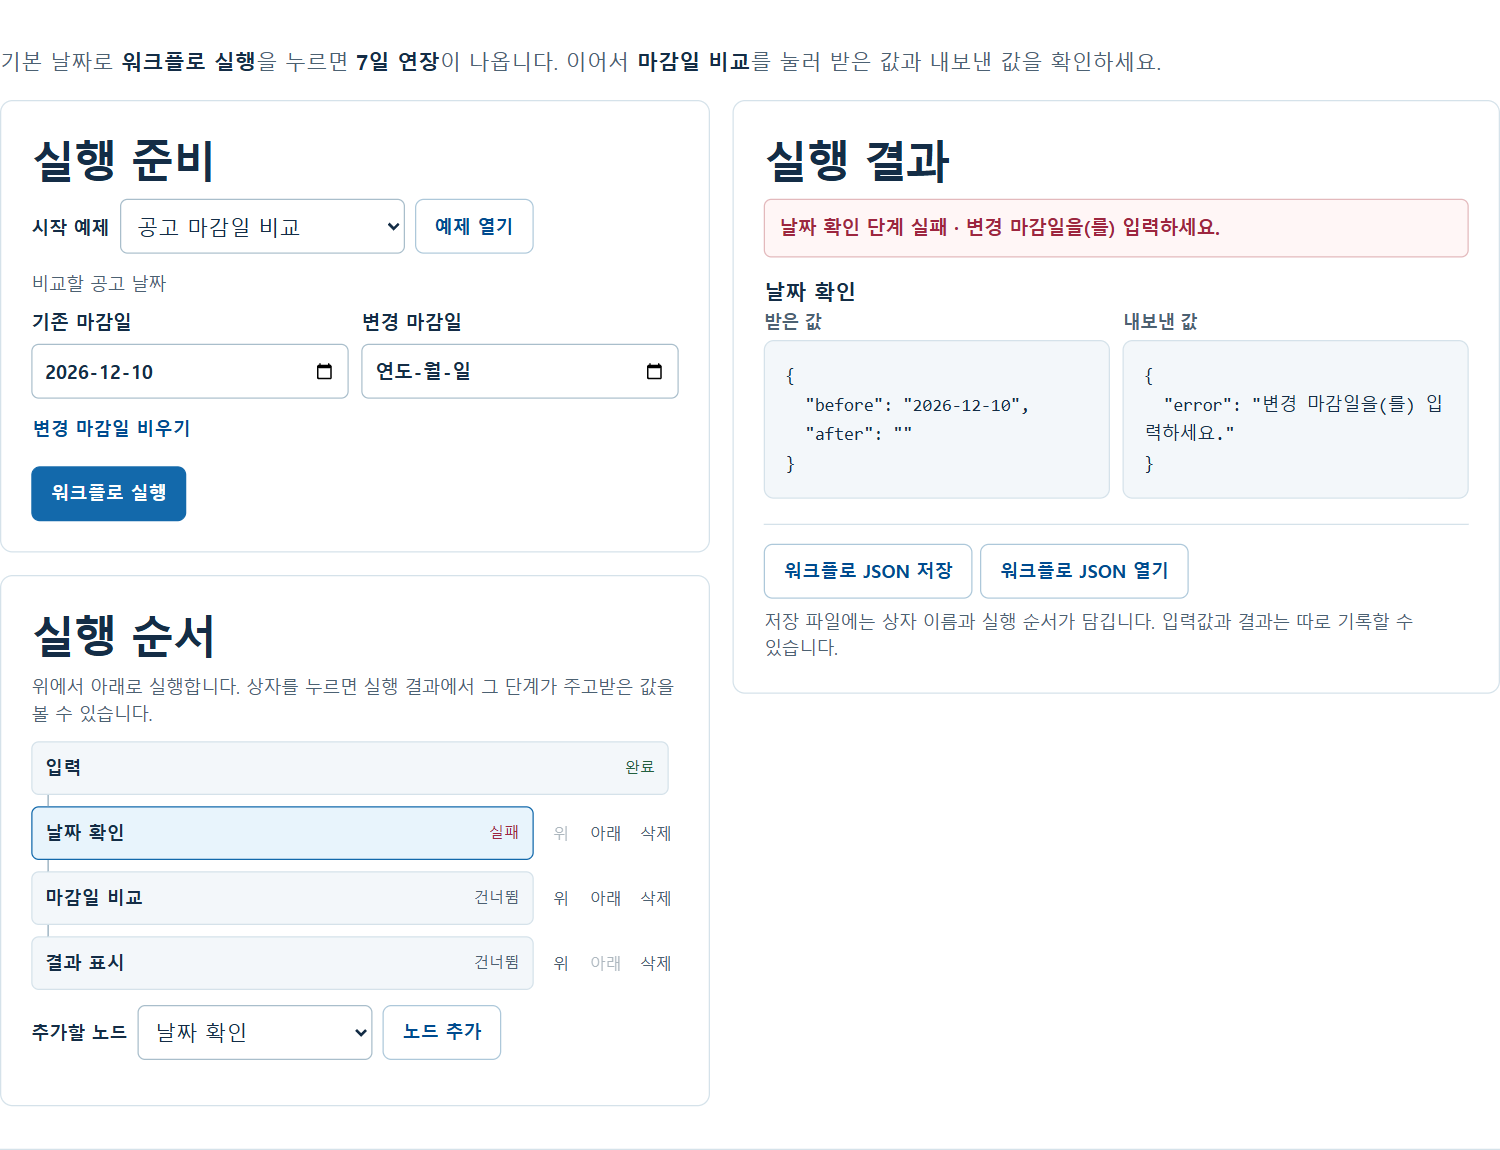 기본 날짜로 워크플로 실행을 누르면 7일 연장이 나옵니다. 이어서 마감일 비교를 눌러 받은 값과 내보낸 값을 확인하세요.
실행 준비
시작 예제 공고 마감일 비교 예제 열기
비교할 공고 날짜
기존 마감일 변경 마감일
2026-12-10 연도-월-일
변경 마감일 비우기
워크플로 실행
실행 순서
위에서 아래로 실행합니다. 상자를 누르면 실행 결과에서 그 단계가 주고받은 값을
볼 수 있습니다.
입력 완료
날짜 확인 실패 위 아래 삭제
마감일 비교 건너뜀 위 아래 삭제
결과 표시 건너뜀 위 아래 삭제
추가할 노드 날짜 확인 노드 추가
실행 결과
날짜 확인 단계 실패 · 변경 마감일을(를) 입력하세요.
날짜 확인
받은 값
{
"before": "2026-12-10",
"after": ""
}
내보낸 값
{
"error": "변경 마감일을(를) 입
력하세요."
}
워크플로 JSON 저장 워크플로 JSON 열기
저장 파일에는 상자 이름과 실행 순서가 담깁니다. 입력값과 결과는 따로 기록할 수
있습니다.